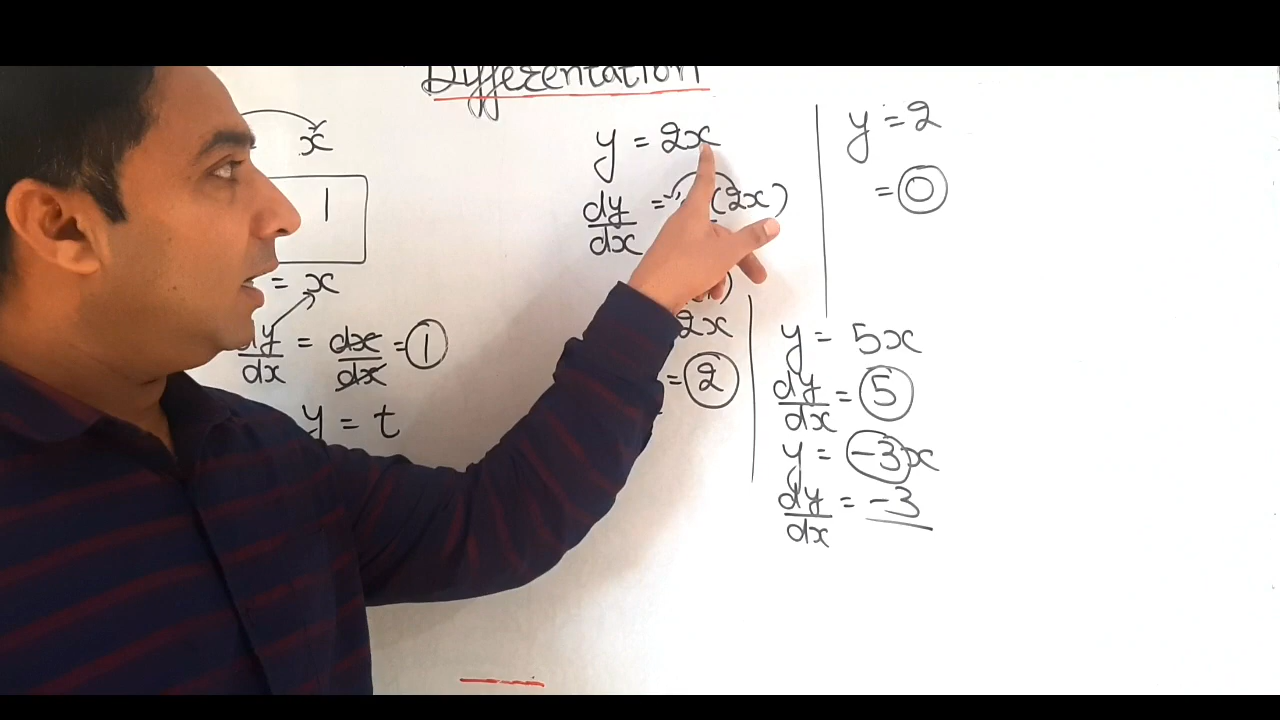 Differentation
x
1
= x
dy/dx = dx/dx = 1
y = t
y = 2x
dy/dx = (2x)
2x
= 2
y = 2
= 0
y = 5x
dy/dx = 5
y = -3x
dy/dx = -3